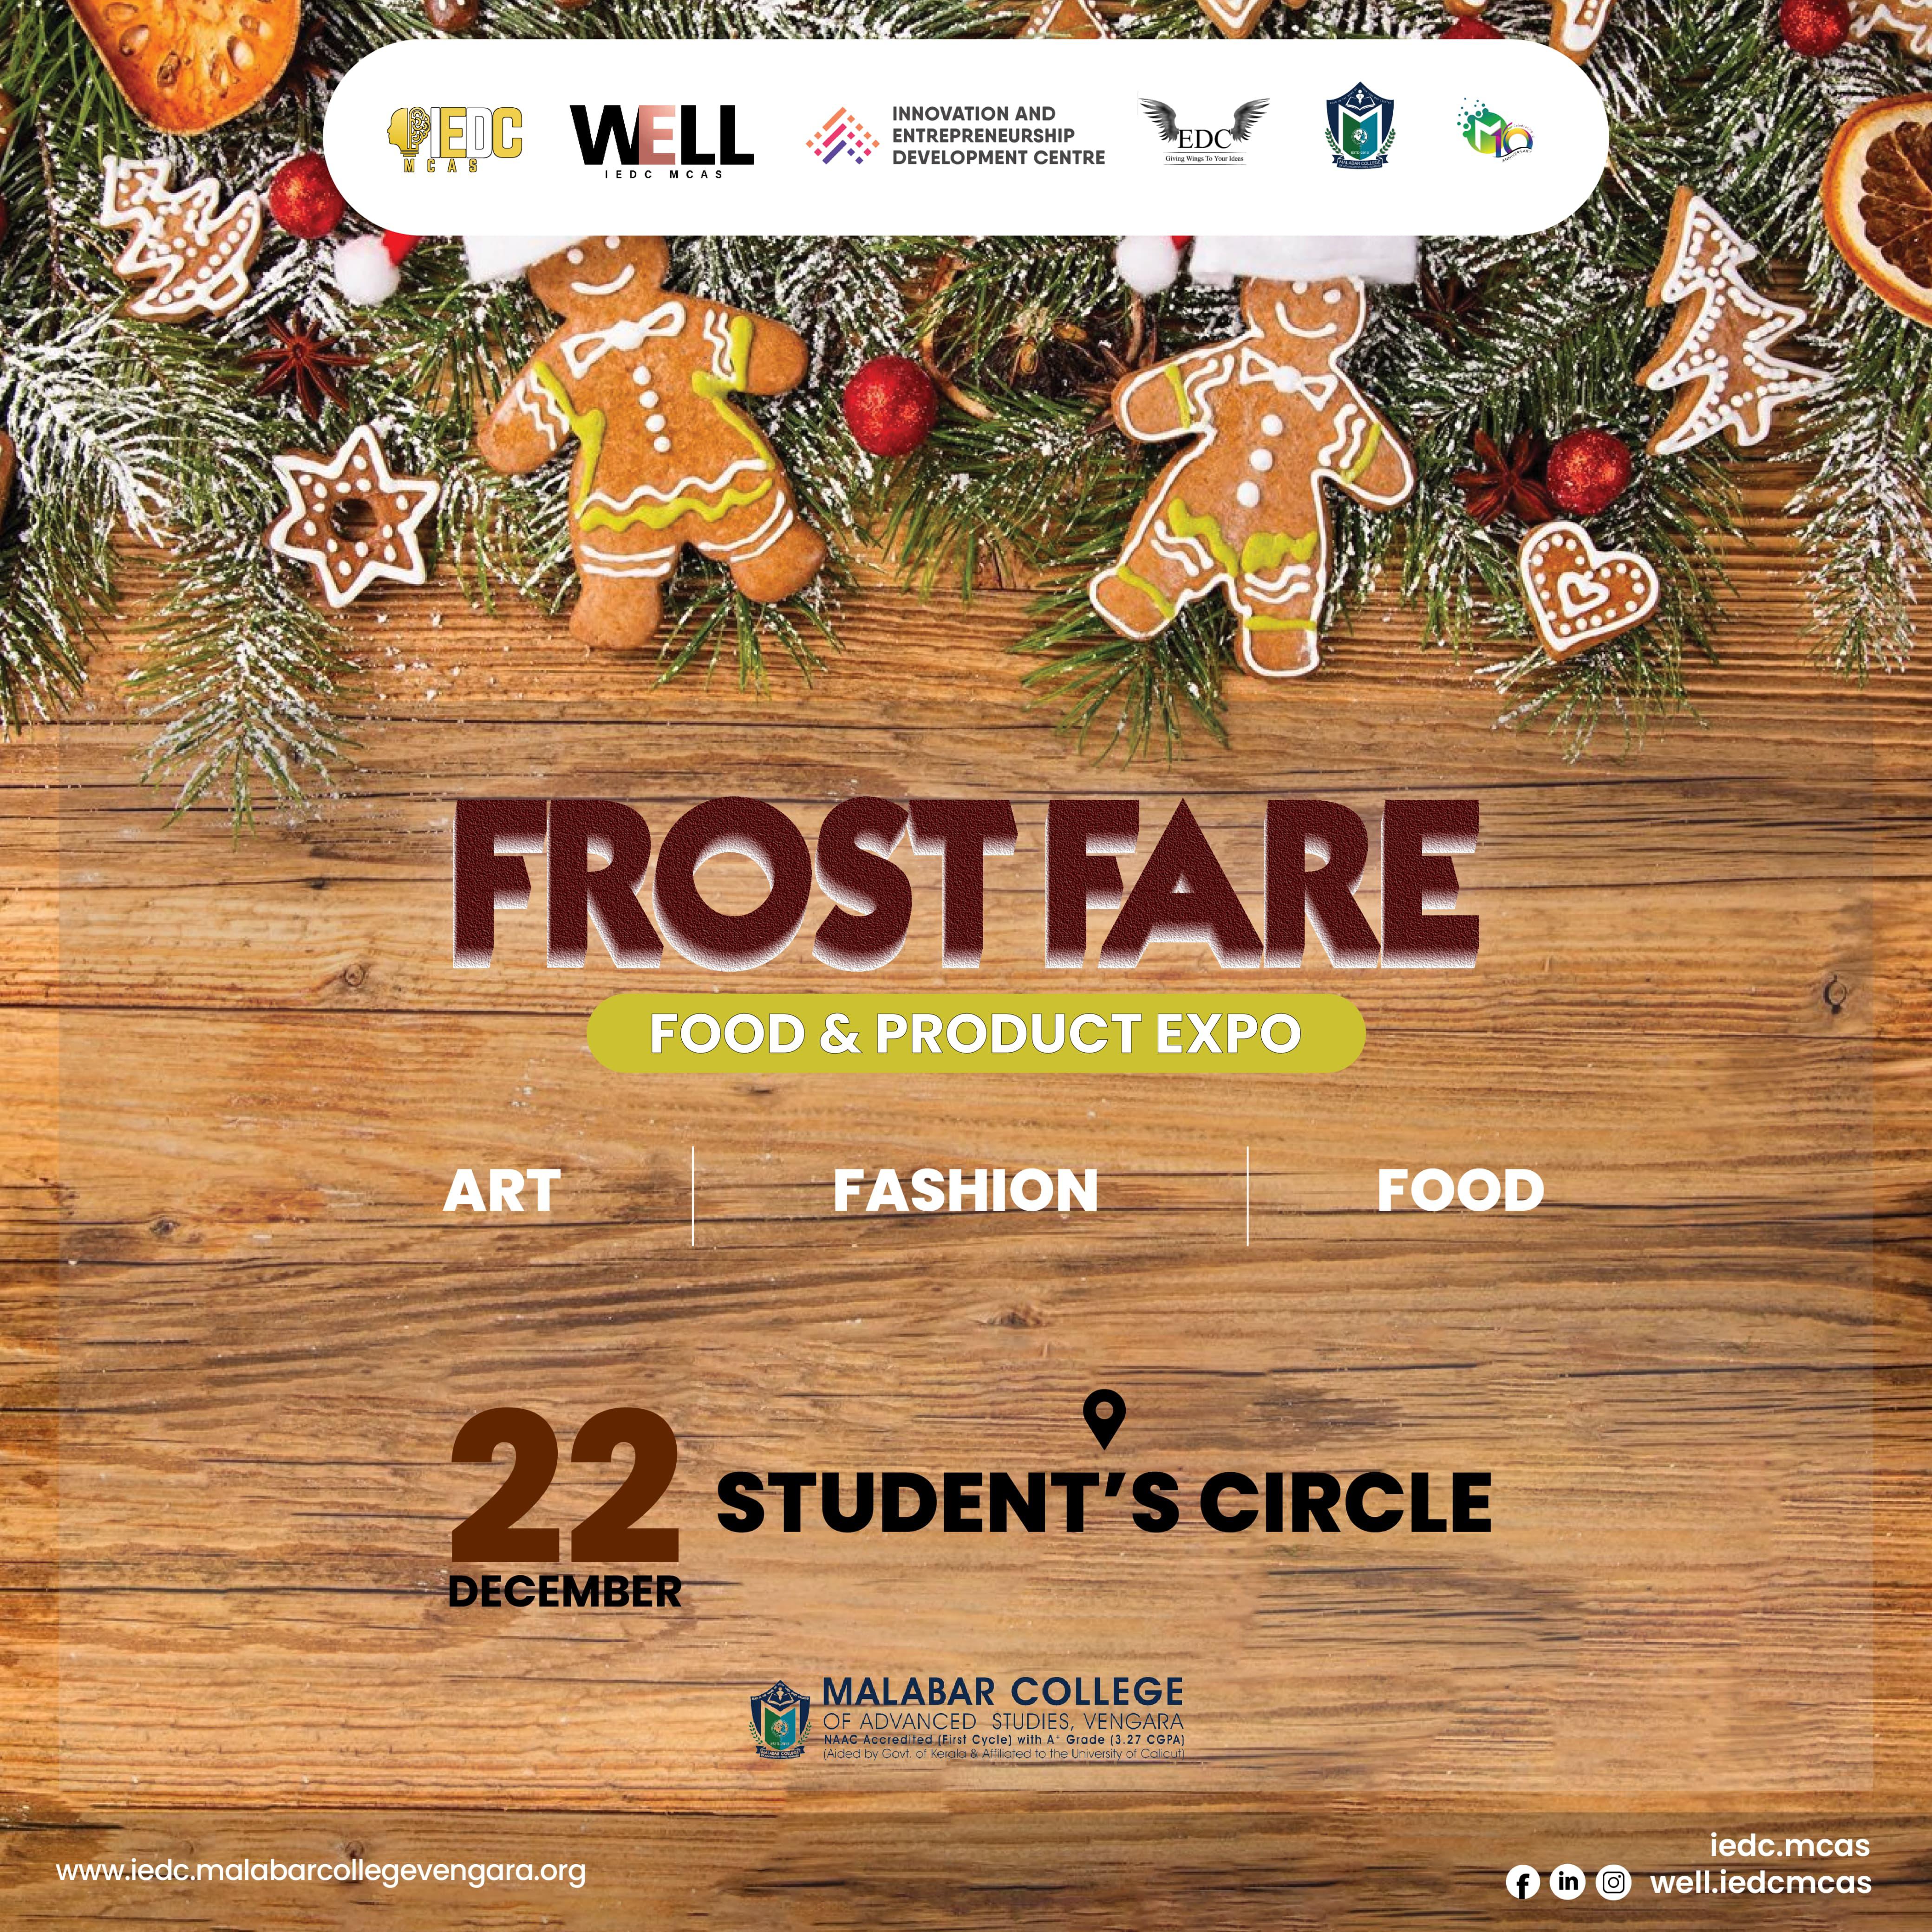 IEDC
MCAS
WELL
IEDC MCAS
INNOVATION AND
ENTREPRENEURSHIP
DEVELOPMENT CENTRE
EDC
Giving Wings To Your Ideas
MALABAR COLLEGE
FROST FARE
FOOD & PRODUCT EXPO
ART
FASHION
FOOD
22
DECEMBER
STUDENT'S CIRCLE
MALABAR COLLEGE
OF ADVANCED STUDIES, VENGARA
NAAC Accredited (First Cycle) with A+ Grade (3.27 CGPA)
(Aided by Govt. of Kerala & Affiliated to the University of Calicut)
www.iedc.malabarcollegevengara.org
iedc.mcas
well.iedcmcas